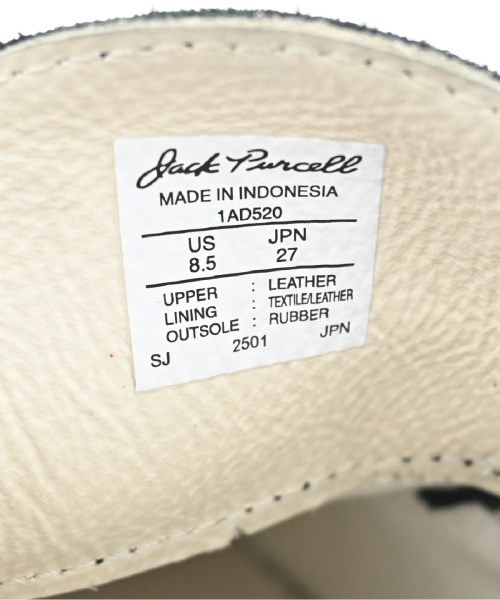 Jack Purcell
MADE IN INDONESIA
1AD520
US JPN
8.5 27
UPPER : LEATHER
LINING : TEXTILE/LEATHER
OUTSOLE : RUBBER
SJ 2501 JPN